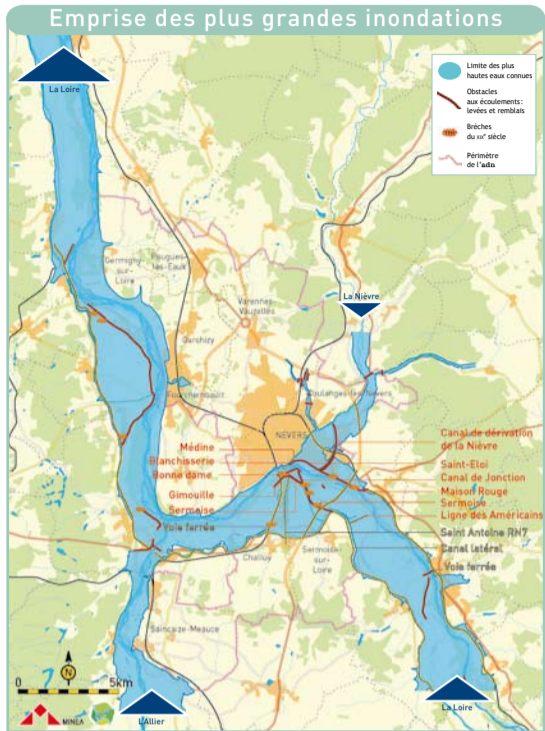 Emprise des plus grandes inondations
La Loire
Limite des plus
hautes eaux connues
Obstacles
aux écoulements :
levées et remblais
Brèches
du XIXe siècle
Périmètre
de l'adn
Germigny-
sur-
Loire
Pougues-
les-Eaux
Varennes-
Vauzelles
La Nièvre
Garchizy
Fourchambault
Coulanges-les-Nevers
NEVERS
Médine
Blanchisserie
Bonne dame
Gimouille
Sermoise
Voie ferrée
Canal de dérivation
de la Nièvre
Saint-Eloi
Canal de Jonction
Maison Rouge
Sermoise
Ligne des Américains
Saint Antoine RN7
Canal latéral
Voie ferrée
Challuy
Sermoise-
sur-
Loire
Saincaize-Meauce
N
0 5km
MINEA
L'Allier
La Loire